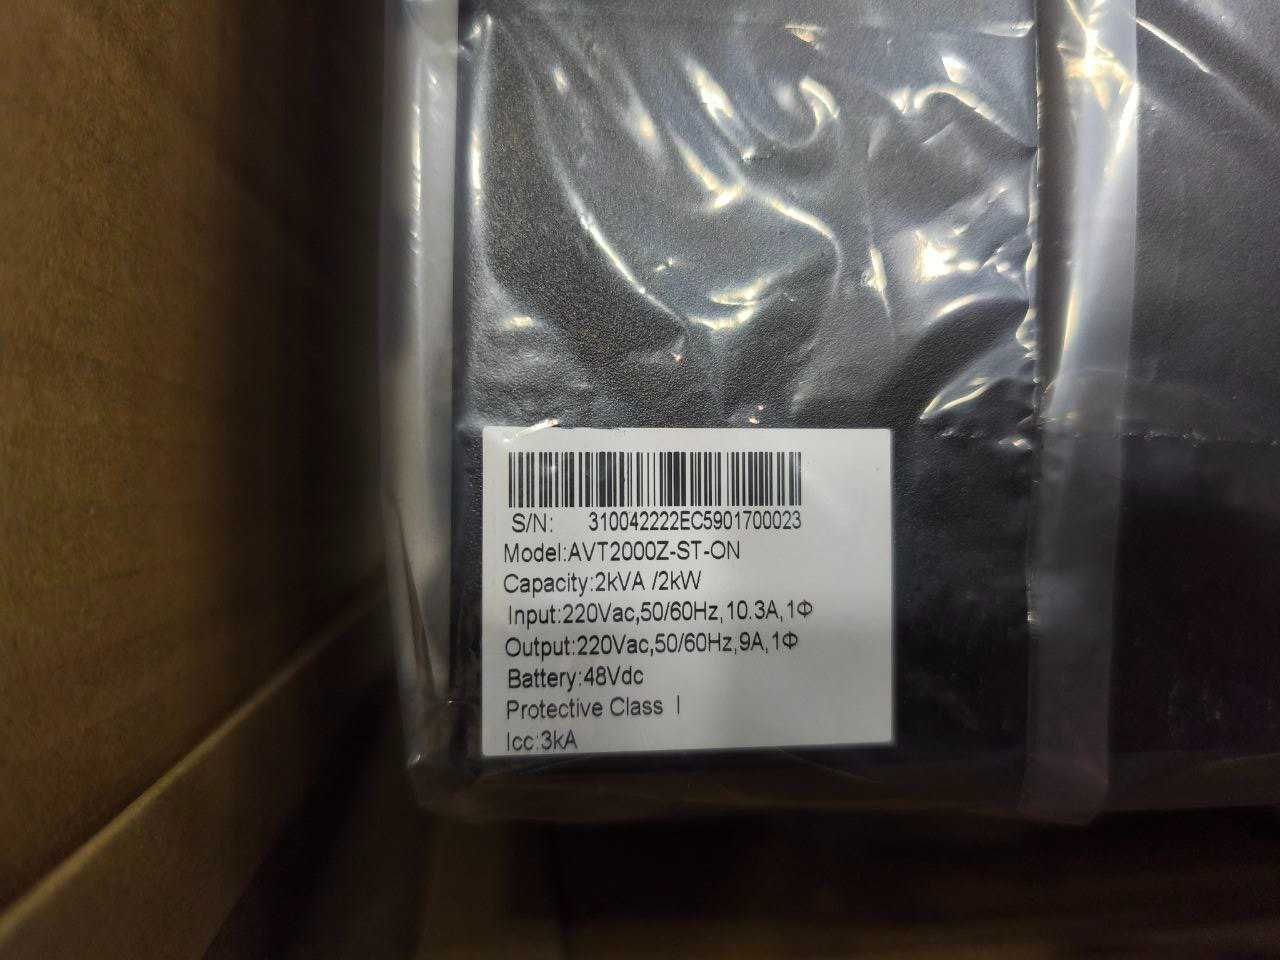 S/N: 310042222EC5901700023
Model:AVT2000Z-ST-ON
Capacity:2kVA /2kW
Input:220Vac,50/60Hz,10.3A,1Φ
Output:220Vac,50/60Hz,9A,1Φ
Battery:48Vdc
Protective Class I
Icc:3kA